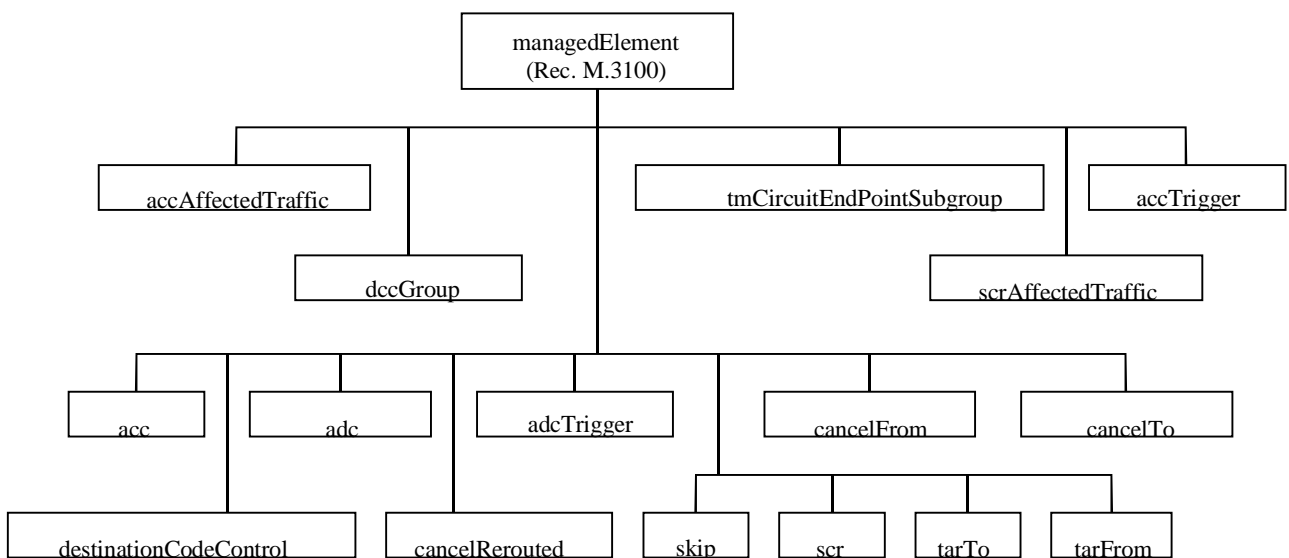 managedElement
(Rec. M.3100)
accAffectedTraffic
tmCircuitEndPointSubgroup
accTrigger
dccGroup
scrAffectedTraffic
acc
adc
adcTrigger
cancelFrom
cancelTo
destinationCodeControl
cancelRerouted
skip
scr
tarTo
tarFrom